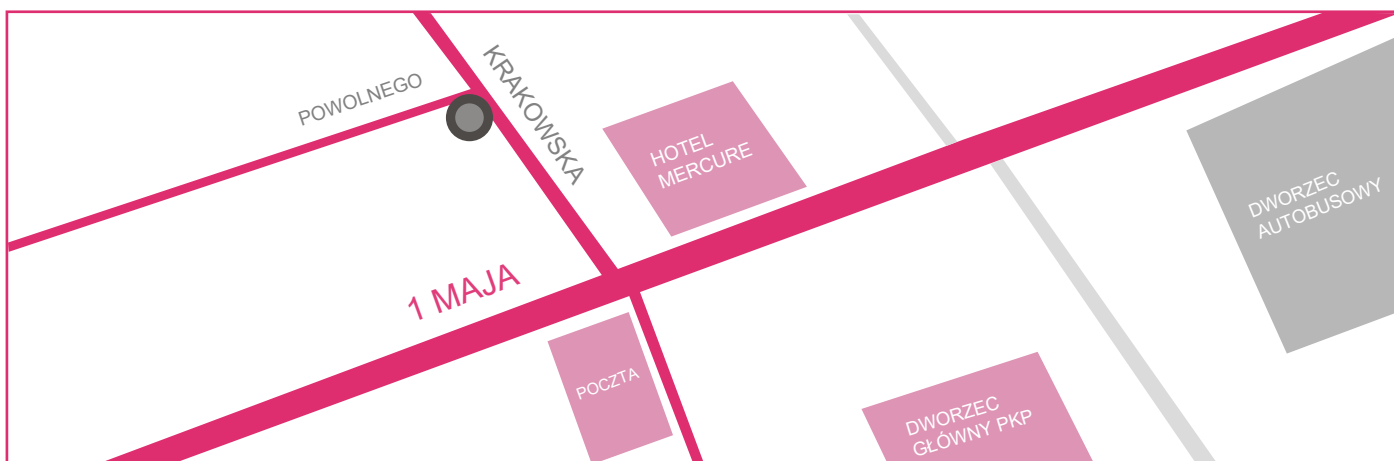 POWOLNEGO
KRAKOWSKA
HOTEL
MERCURE
DWORZEC
AUTOBUSOWY
1 MAJA
POCZTA
DWORZEC
GŁÓWNY PKP